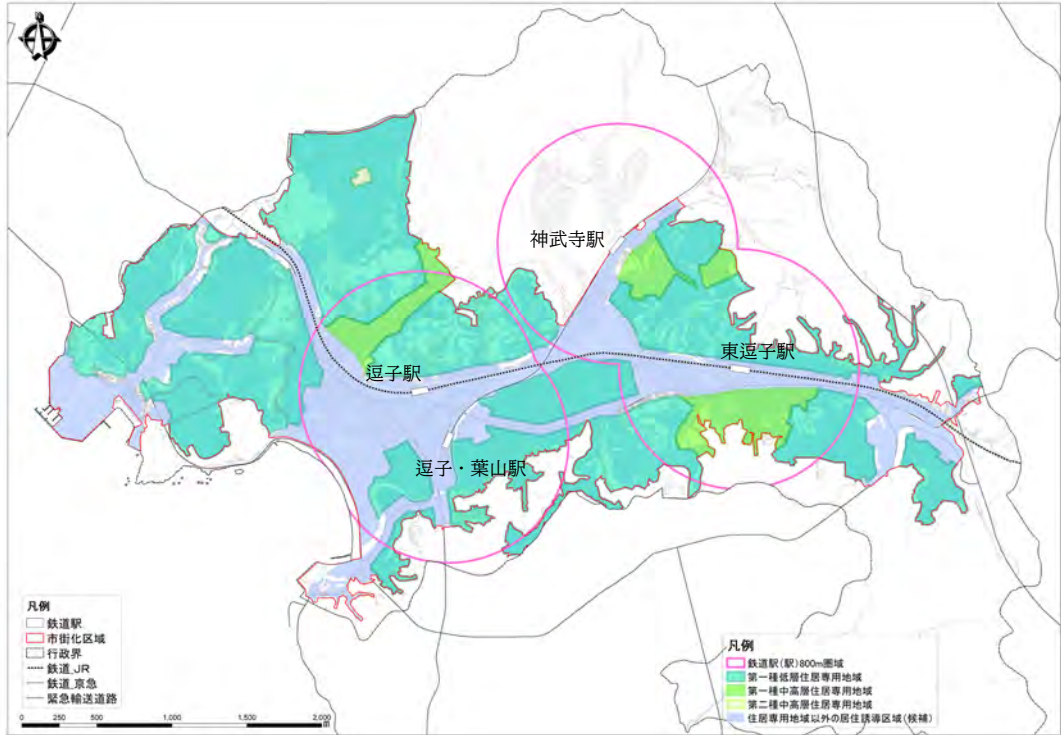 神武寺駅
東逗子駅
逗子駅
逗子・葉山駅
凡例
鉄道駅
市街化区域
行政界
鉄道_JR
鉄道_京急
緊急輸送道路
0 250 500 1,000 1,500 2,000
m
凡例
鉄道駅(駅)800m圏域
第一種低層住居専用地域
第一種中高層住居専用地域
第二種中高層住居専用地域
住居専用地域以外の居住誘導区域(候補)